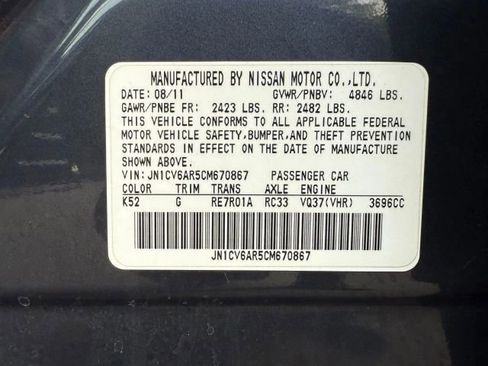 MANUFACTURED BY NISSAN MOTOR CO.,LTD.
DATE: 08/11 GVWR/PNBV: 4846 LBS.
GAWR/PNBE FR: 2423 LBS. RR: 2482 LBS.
THIS VEHICLE CONFORMS TO ALL APPLICABLE FEDERAL
MOTOR VEHICLE SAFETY, BUMPER, AND THEFT PREVENTION
STANDARDS IN EFFECT ON THE DATE OF MANUFACTURE
SHOWN ABOVE.
VIN: JN1CV6AR5CM670867 PASSENGER CAR
COLOR TRIM TRANS AXLE ENGINE
K52 G RE7R01A RC33 VQ37(VHR) 3696CC
JN1CV6AR5CM670867